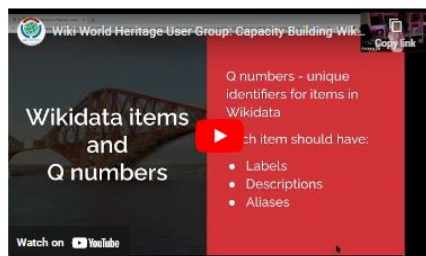 Wiki World Heritage User Group: Capacity Building Wik...
Copy link
Wikidata items
and
Q numbers
Q numbers - unique
identifiers for items in
Wikidata
ch item should have:
• Labels
• Descriptions
• Aliases
Watch on YouTube